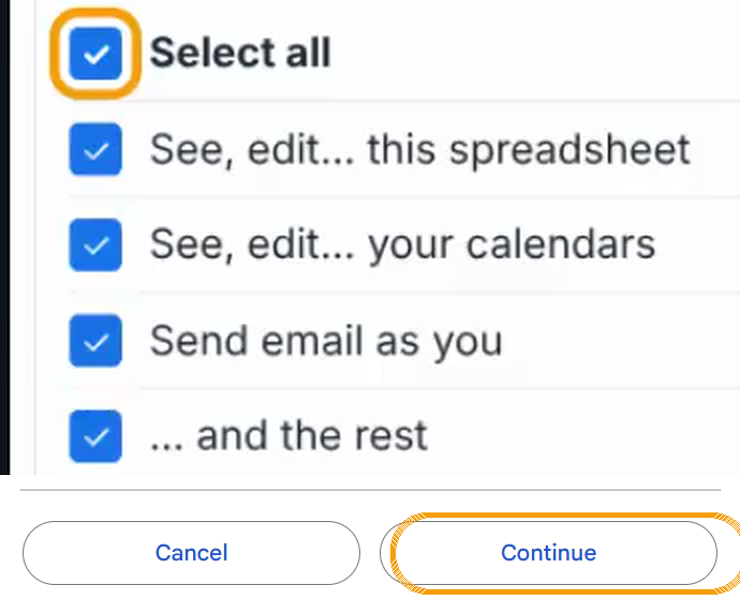 Select all
See, edit... this spreadsheet
See, edit... your calendars
Send email as you
... and the rest
Cancel
Continue